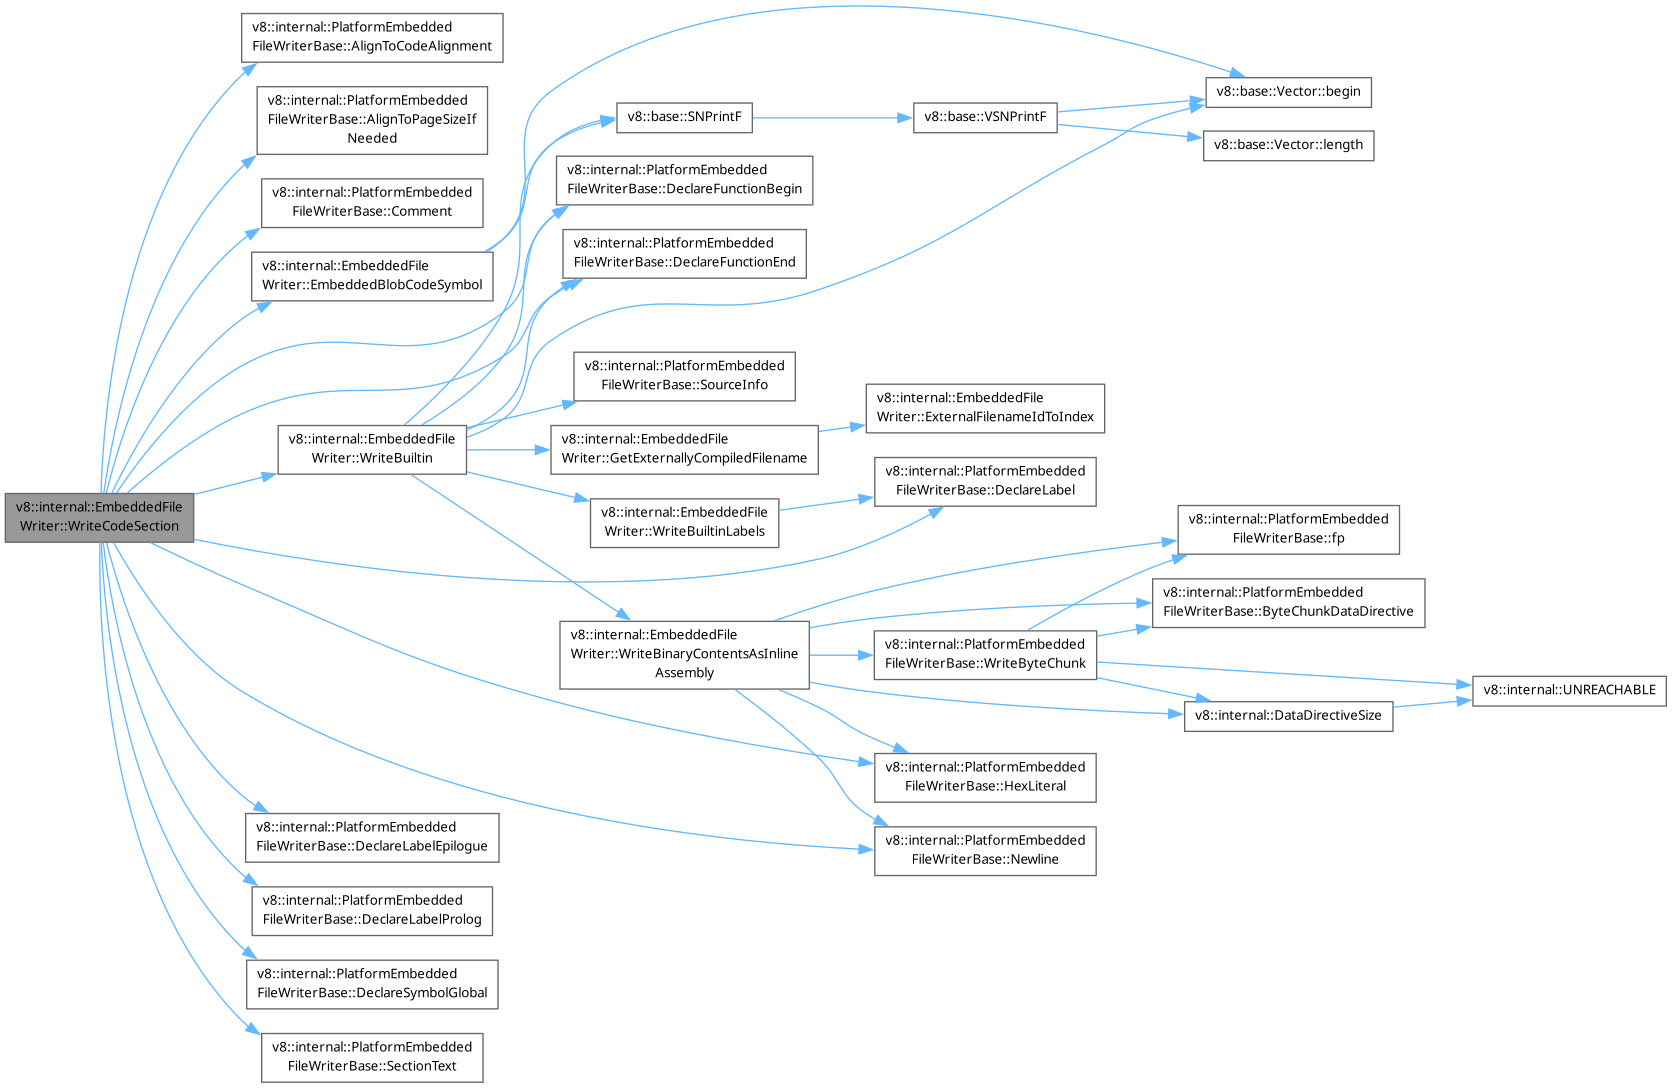 v8::internal::EmbeddedFile
Writer::WriteCodeSection
v8::internal::PlatformEmbedded
FileWriterBase::AlignToCodeAlignment
v8::internal::PlatformEmbedded
FileWriterBase::AlignToPageSizeIf
Needed
v8::internal::PlatformEmbedded
FileWriterBase::Comment
v8::internal::EmbeddedFile
Writer::EmbeddedBlobCodeSymbol
v8::internal::EmbeddedFile
Writer::WriteBuiltin
v8::internal::PlatformEmbedded
FileWriterBase::DeclareLabelEpilogue
v8::internal::PlatformEmbedded
FileWriterBase::DeclareLabelProlog
v8::internal::PlatformEmbedded
FileWriterBase::DeclareSymbolGlobal
v8::internal::PlatformEmbedded
FileWriterBase::SectionText
v8::base::SNPrintF
v8::internal::PlatformEmbedded
FileWriterBase::DeclareFunctionBegin
v8::internal::PlatformEmbedded
FileWriterBase::DeclareFunctionEnd
v8::internal::PlatformEmbedded
FileWriterBase::SourceInfo
v8::internal::EmbeddedFile
Writer::GetExternallyCompiledFilename
v8::internal::EmbeddedFile
Writer::WriteBuiltinLabels
v8::internal::EmbeddedFile
Writer::WriteBinaryContentsAsInline
Assembly
v8::base::VSNPrintF
v8::internal::EmbeddedFile
Writer::ExternalFilenameIdToIndex
v8::internal::PlatformEmbedded
FileWriterBase::DeclareLabel
v8::internal::PlatformEmbedded
FileWriterBase::WriteByteChunk
v8::internal::PlatformEmbedded
FileWriterBase::HexLiteral
v8::internal::PlatformEmbedded
FileWriterBase::Newline
v8::base::Vector::begin
v8::base::Vector::length
v8::internal::PlatformEmbedded
FileWriterBase::fp
v8::internal::PlatformEmbedded
FileWriterBase::ByteChunkDataDirective
v8::internal::DataDirectiveSize
v8::internal::UNREACHABLE